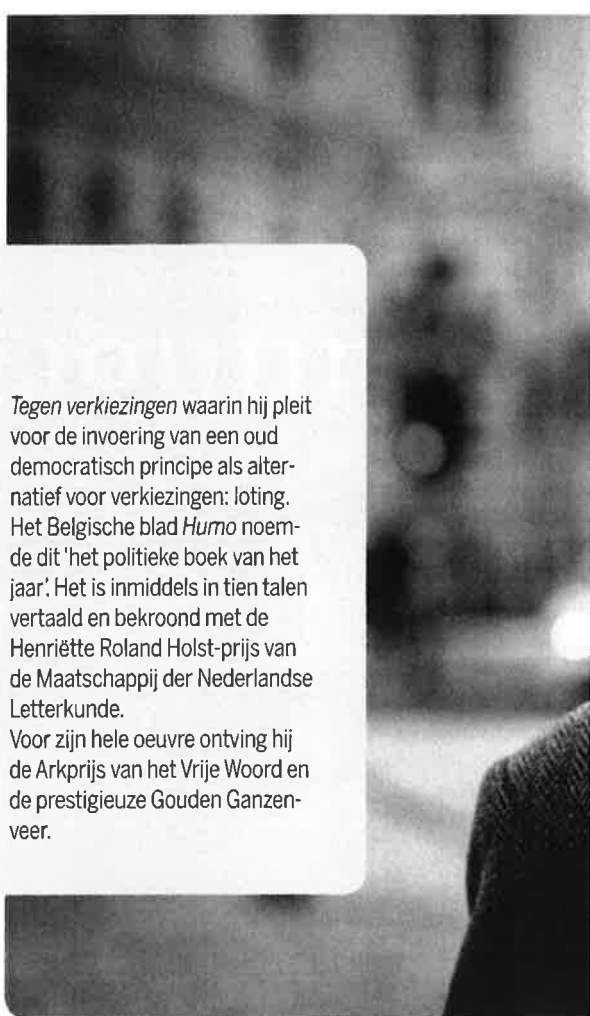 Tegen verkiezingen waarin hij pleit
voor de invoering van een oud
democratisch principe als alter-
natief voor verkiezingen: loting.
Het Belgische blad Humo noem-
de dit 'het politieke boek van het
jaar'. Het is inmiddels in tien talen
vertaald en bekroond met de
Henriëtte Roland Holst-prijs van
de Maatschappij der Nederlandse
Letterkunde.
Voor zijn hele oeuvre ontving hij
de Arkprijs van het Vrije Woord en
de prestigieuze Gouden Ganzen-
veer.